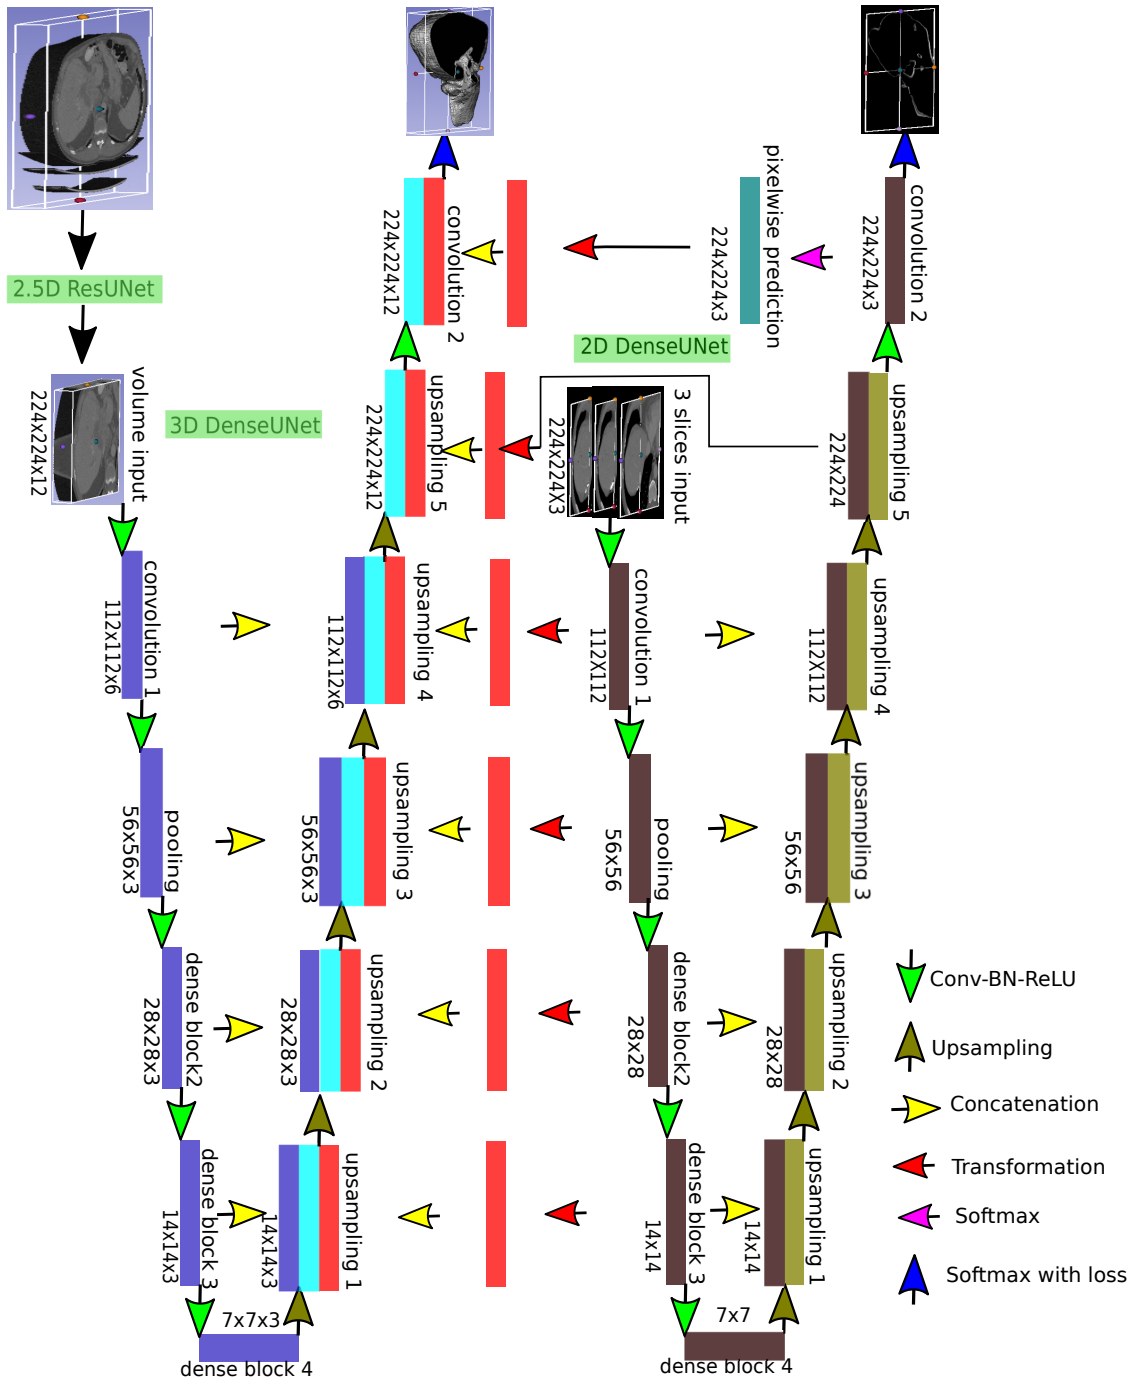 2.5D ResUNet
volume input
224x224x12
3D DenseUNet
convolution 1
112x112x6
pooling
56x56x3
dense block2
28x28x3
dense block 3
14x14x3
7x7x3
dense block 4
upsampling 1
14x14x3
upsampling 2
28x28x3
upsampling 3
56x56x3
upsampling 4
112x112x6
upsampling 5
224x224x12
convolution 2
224x224x12
2D DenseUNet
3 slices input
224x224X3
convolution 1
112X112
pooling
56x56
dense block2
28x28
dense block 3
14x14
7x7
dense block 4
upsampling 1
14x14
upsampling 2
28x28
upsampling 3
56x56
upsampling 4
112X112
upsampling 5
224x224
convolution 2
224x224x3
pixelwise prediction
224x224x3
Conv-BN-ReLU
Upsampling
Concatenation
Transformation
Softmax
Softmax with loss